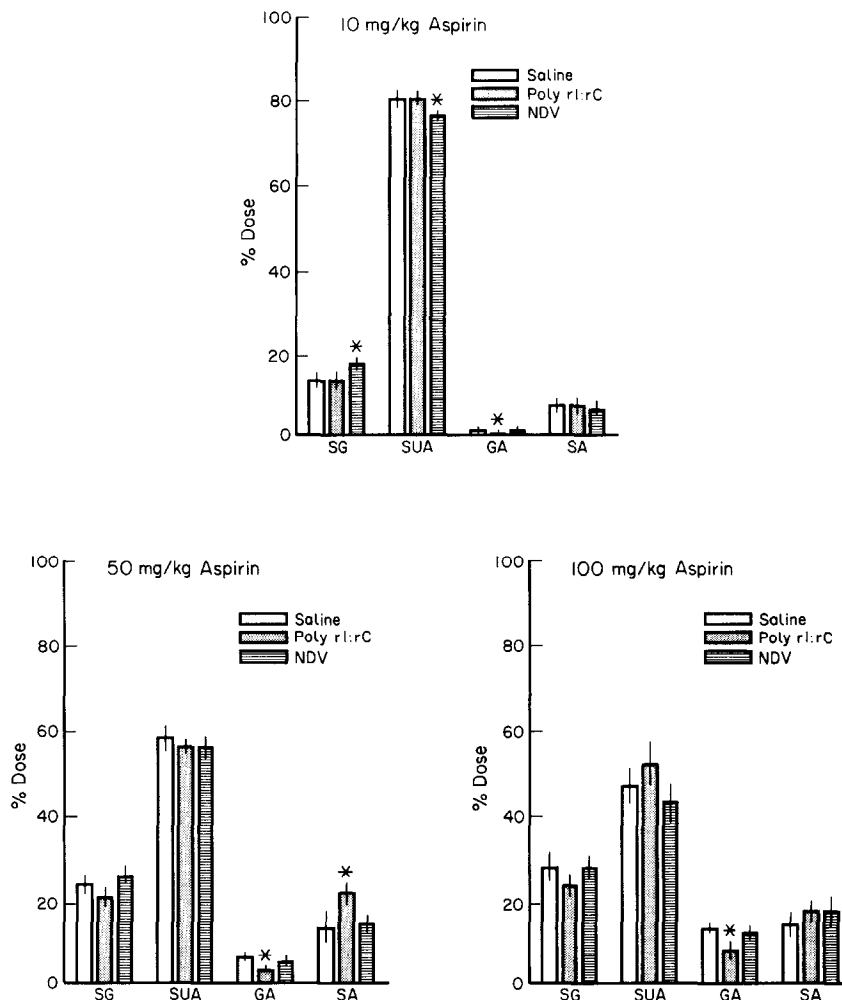 10 mg/kg Aspirin
Saline
Poly rI:rC
NDV
% Dose
100
80
60
40
20
0
*
*
*
SG SUA GA SA
50 mg/kg Aspirin
Saline
Poly rI:rC
NDV
% Dose
100
80
60
40
20
0
*
*
SG SUA GA SA
100 mg/kg Aspirin
Saline
Poly rI:rC
NDV
% Dose
100
80
60
40
20
0
*
SG SUA GA SA